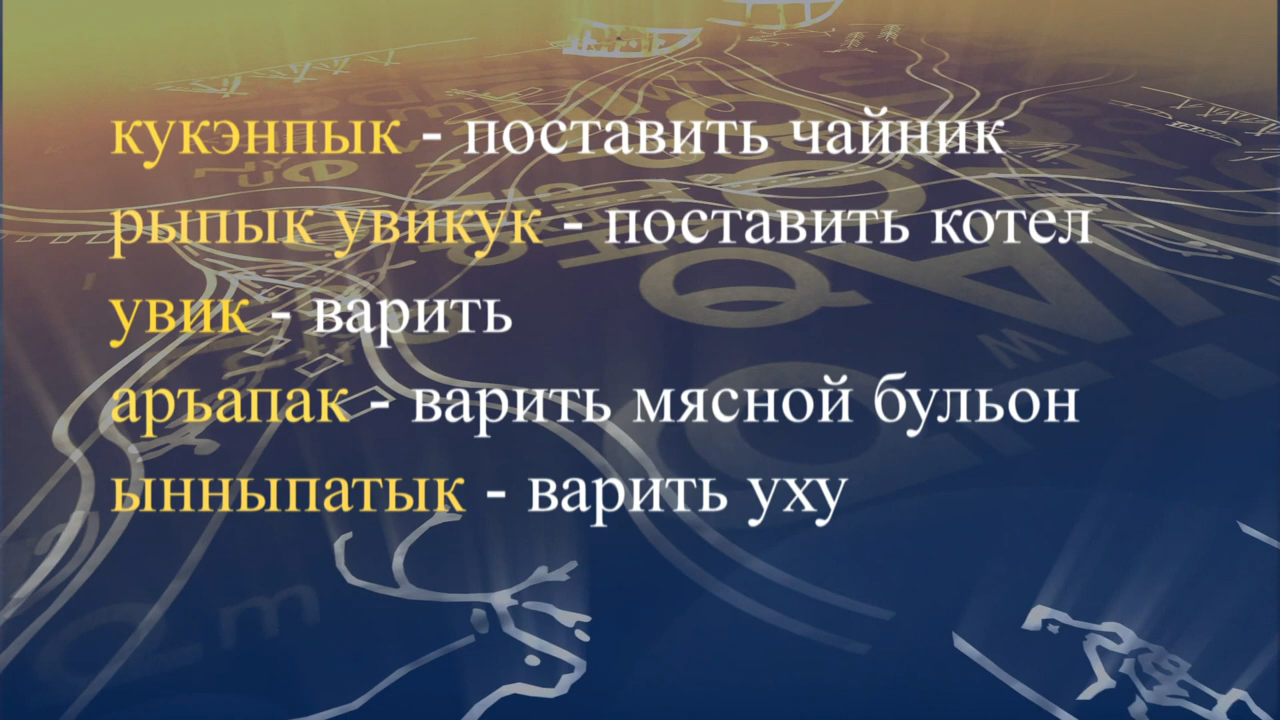 кукэнпык - поставить чайник
рыпык увикук - поставить котел
увик - варить
аръапак - варить мясной бульон
ынныпатык - варить уху